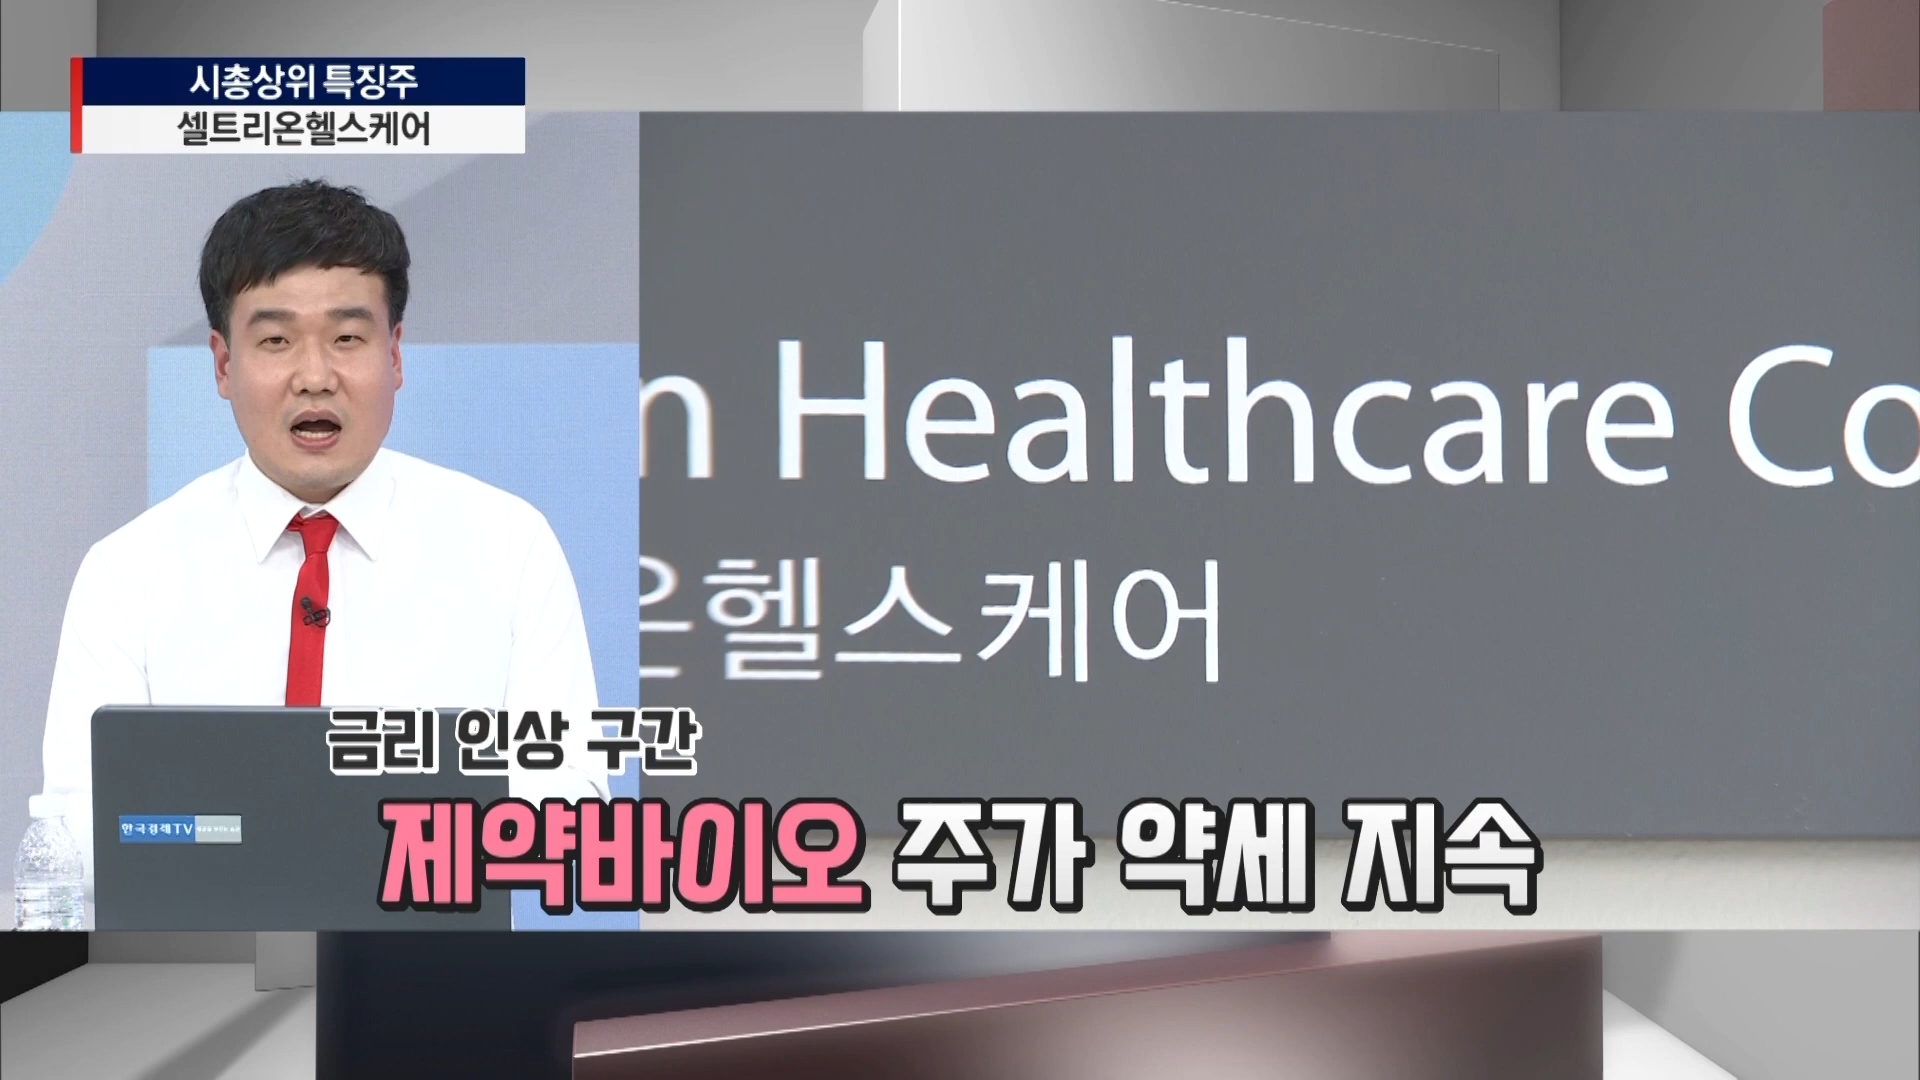 시총상위 특징주
셀트리온헬스케어
n Healthcare Co
온헬스케어
금리 인상 구간
한국경제TV
제약바이오 주가 약세 지속